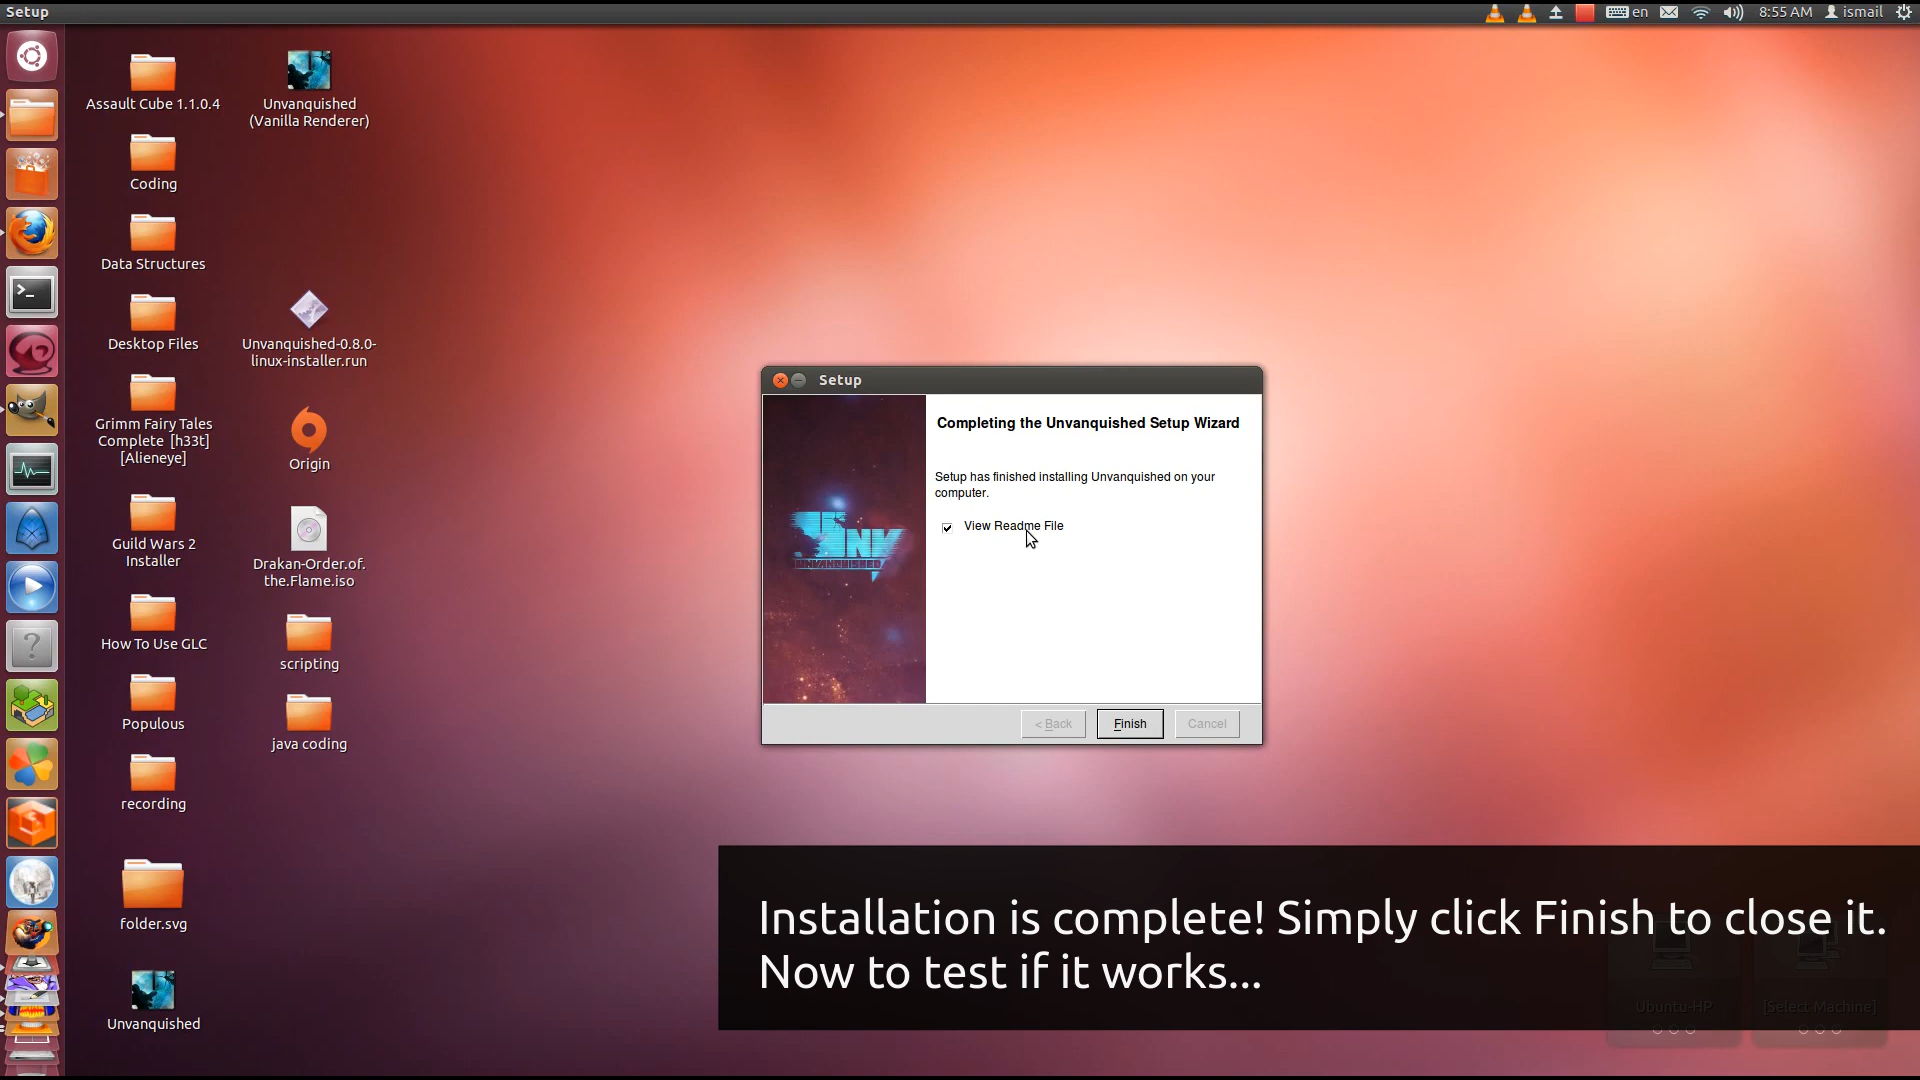 Setup
en
8:55 AM
ismail
Assault Cube 1.1.0.4
Coding
Data Structures
Desktop Files
Grimm Fairy Tales
Complete [h33t]
[Alieneye]
Guild Wars 2
Installer
How To Use GLC
Populous
recording
folder.svg
Unvanquished
Unvanquished
(Vanilla Renderer)
Unvanquished-0.8.0-
linux-installer.run
Origin
Drakan-Order.of.
the.Flame.iso
scripting
java coding
Setup
UNV
UNVANQUISHED
Completing the Unvanquished Setup Wizard
Setup has finished installing Unvanquished on your
computer.
View Readme File
< Back
Finish
Cancel
Installation is complete! Simply click Finish to close it.
Now to test if it works...
Ubuntu-HP
[Select Machine]